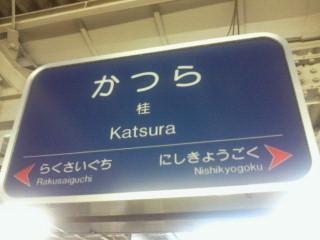 かつら
桂
Katsura
らくさいぐち
Rakusaiguchi
にしきょうごく
Nishikyogoku